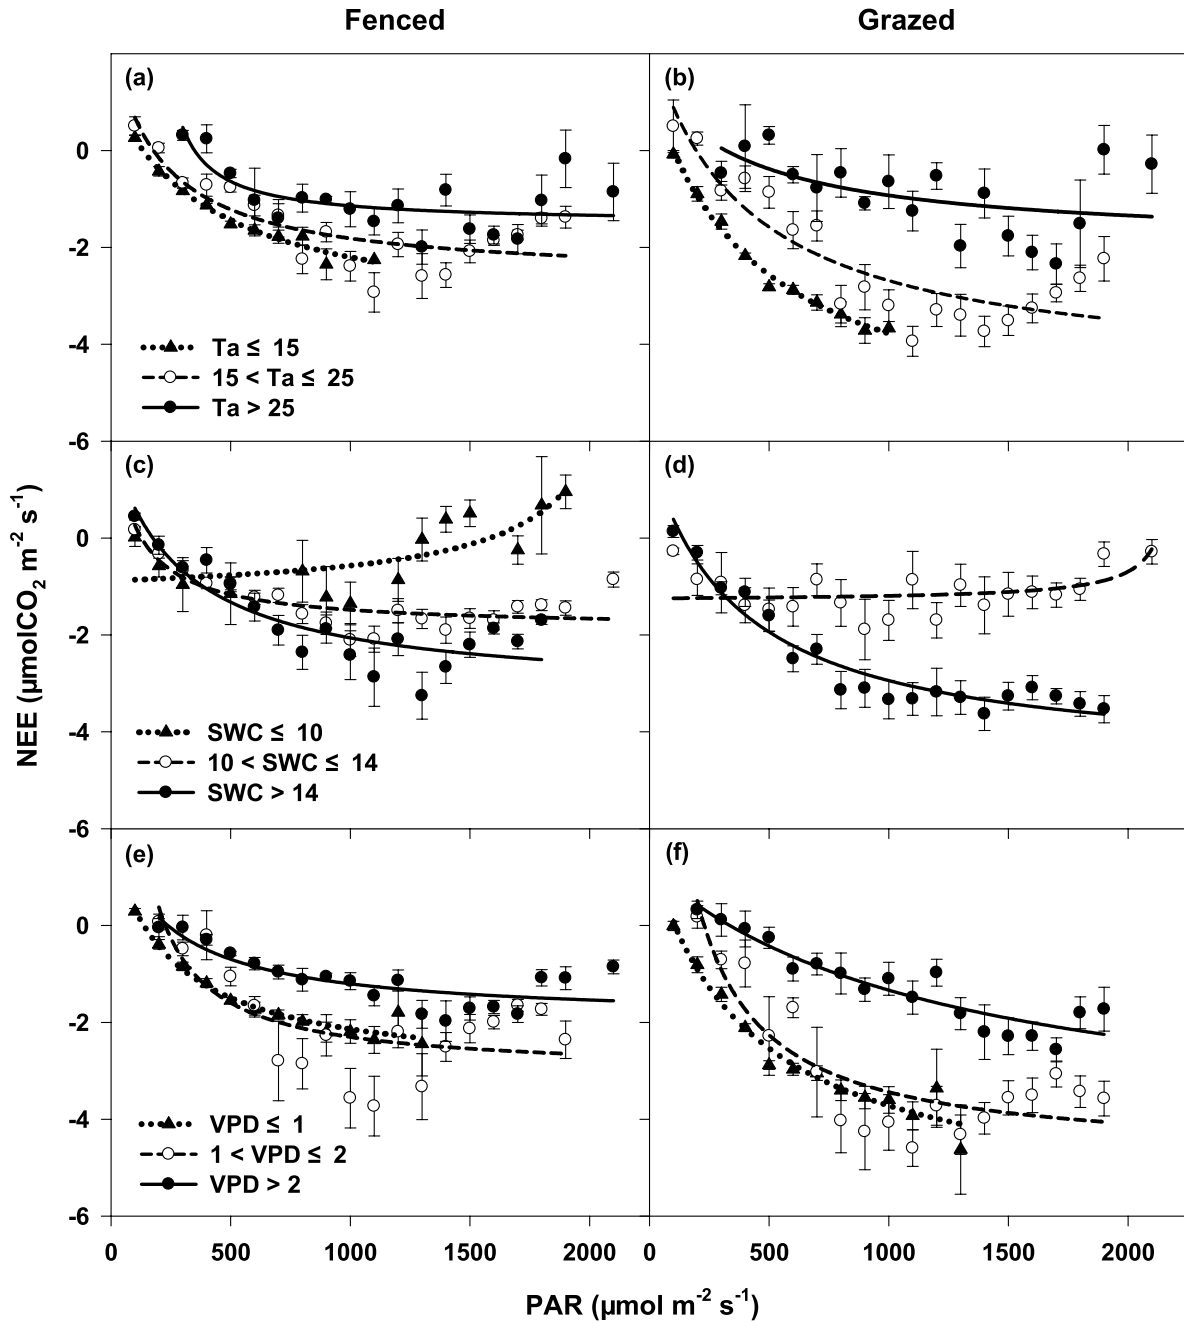 Fenced Grazed
(a) (b)
0
-2
-4
-6
Ta ≤ 15
15 < Ta ≤ 25
Ta > 25
(c) (d)
0
-2
-4
-6
SWC ≤ 10
10 < SWC ≤ 14
SWC > 14
NEE (μmolCO₂ m⁻² s⁻¹)
(e) (f)
0
-2
-4
-6
VPD ≤ 1
1 < VPD ≤ 2
VPD > 2
0 500 1000 1500 2000 0 500 1000 1500 2000
PAR (μmol m⁻² s⁻¹)